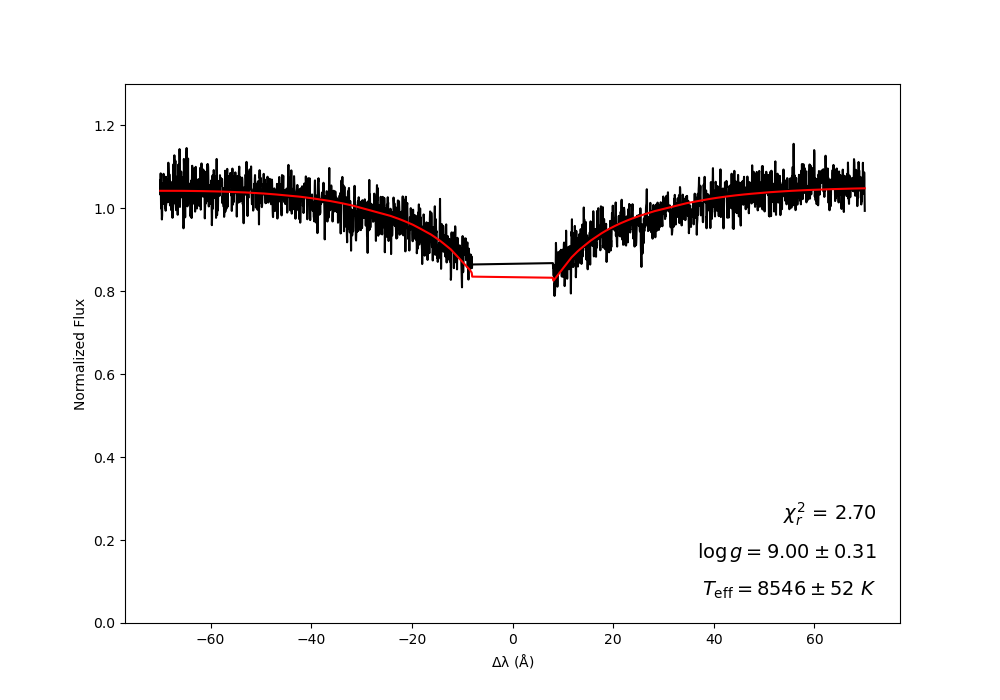 1.2
1.0
0.8
0.6
0.4
0.2
0.0
Normalized Flux
χ²ᵣ = 2.70
log g = 9.00 ± 0.31
T_eff = 8546 ± 52 K
−60 −40 −20 0 20 40 60
Δλ (Å)